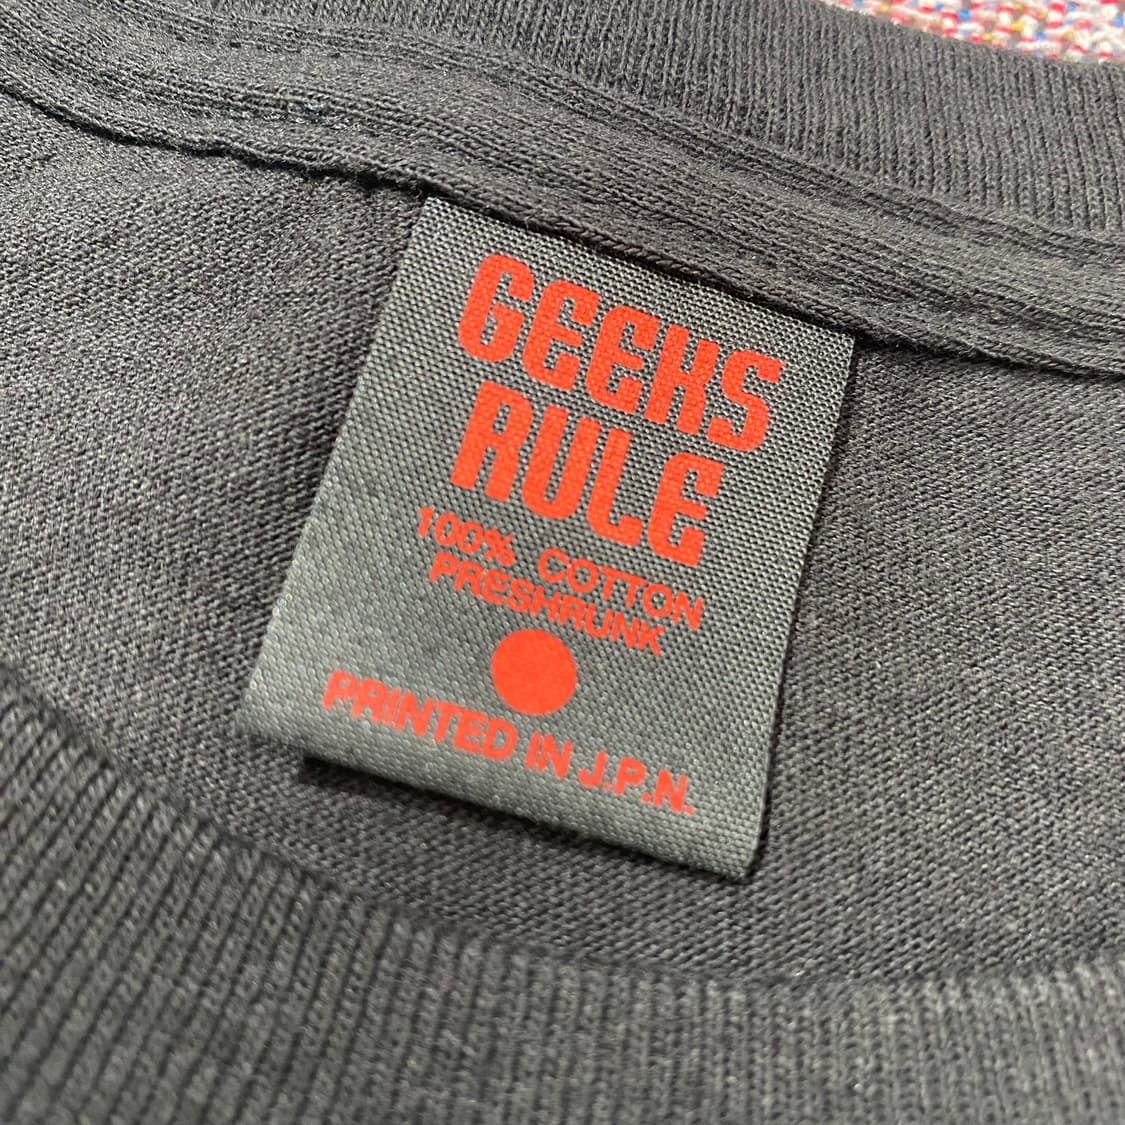 GEEKS
RULE
100% COTTON
PRESHRUNK
PRINTED IN J.P.N.